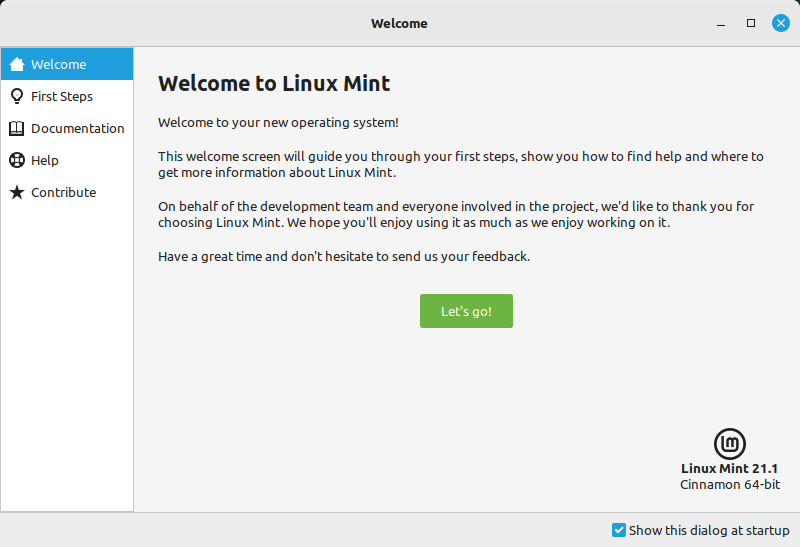 Welcome
Welcome
First Steps
Documentation
Help
Contribute
Welcome to Linux Mint
Welcome to your new operating system!
This welcome screen will guide you through your first steps, show you how to find help and where to
get more information about Linux Mint.
On behalf of the development team and everyone involved in the project, we'd like to thank you for
choosing Linux Mint. We hope you'll enjoy using it as much as we enjoy working on it.
Have a great time and don't hesitate to send us your feedback.
Let's go!
lm
Linux Mint 21.1
Cinnamon 64-bit
Show this dialog at startup